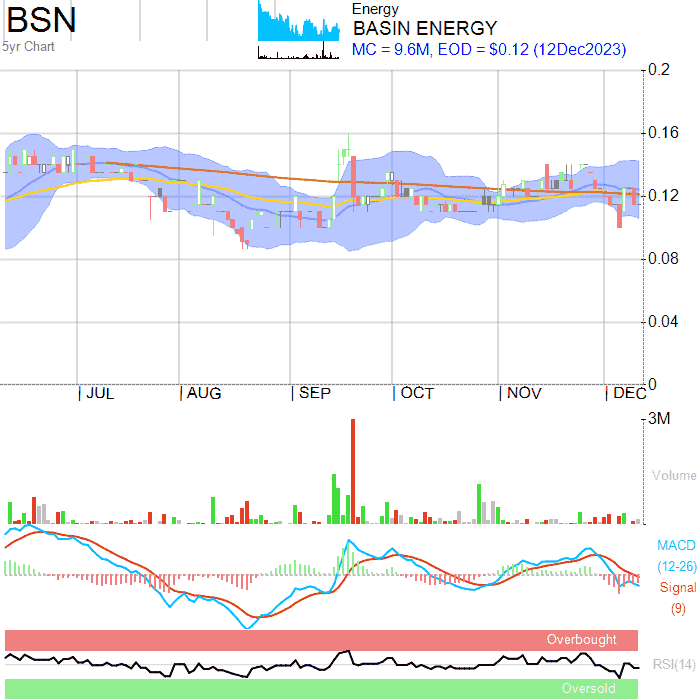 BSN
5yr Chart
Energy
BASIN ENERGY
MC = 9.6M, EOD = $0.12 (12Dec2023)
0.2
0.16
0.12
0.08
0.04
0
JUL
AUG
SEP
OCT
NOV
DEC
3M
Volume
MACD
(12-26)
Signal
(9)
Overbought
RSI(14)
Oversold